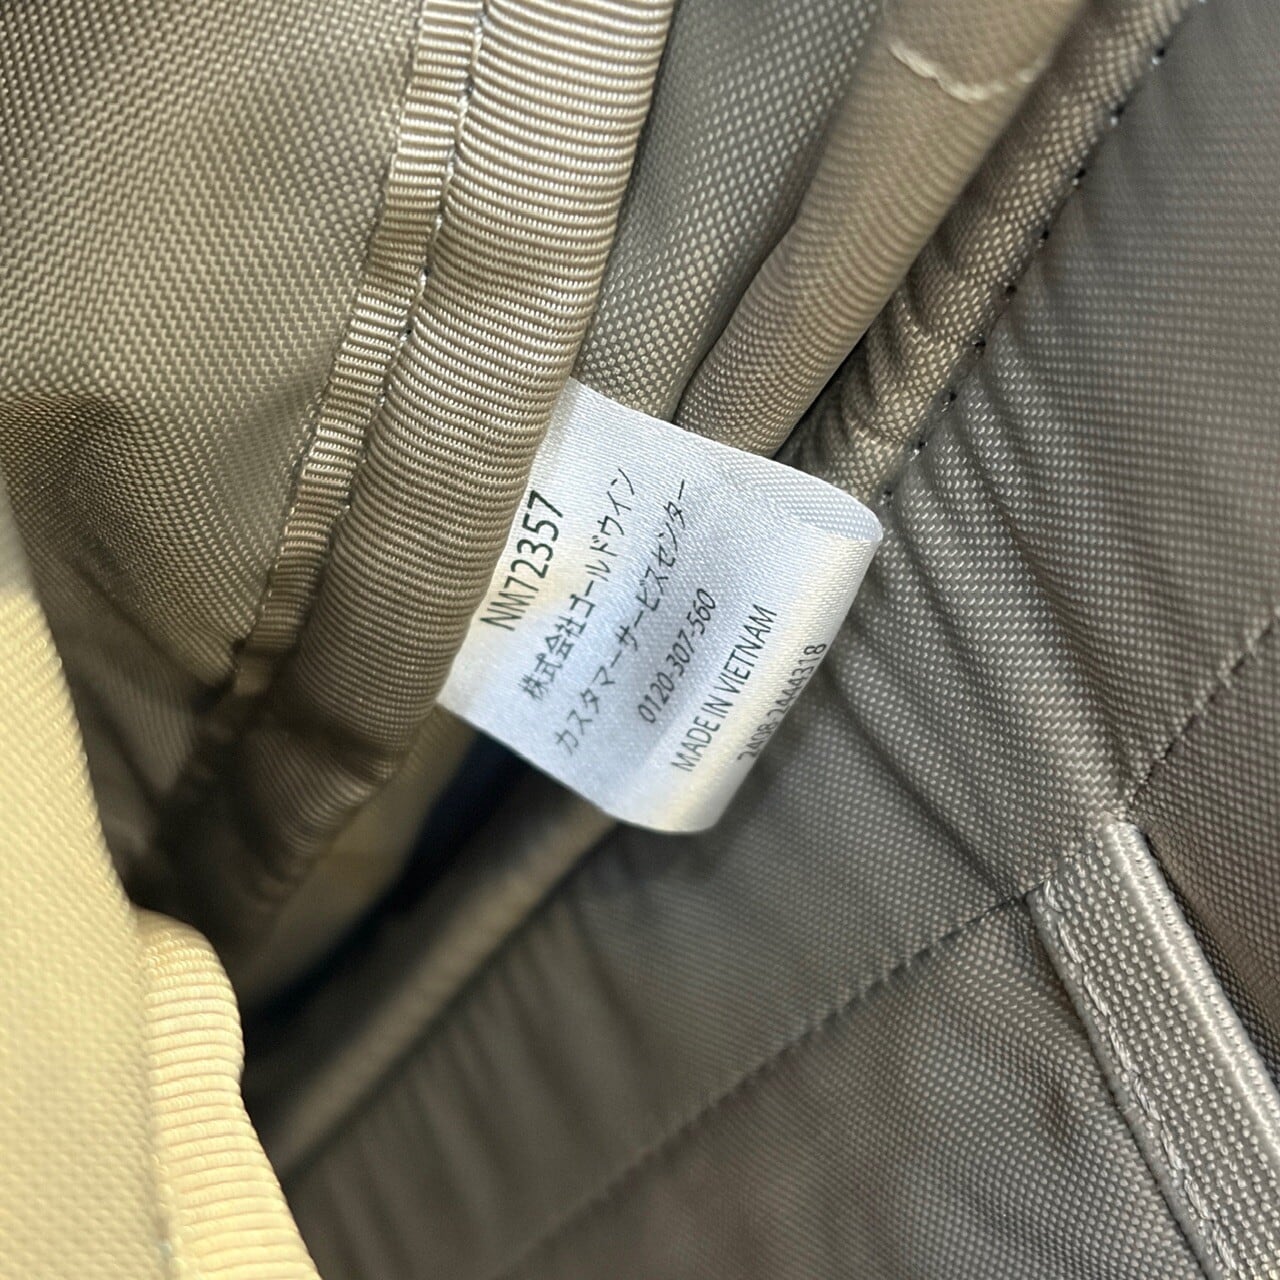 NM72357
株式会社ゴールドウイン
カスタマーサービスセンター
0120-307-560
MADE IN VIETNAM